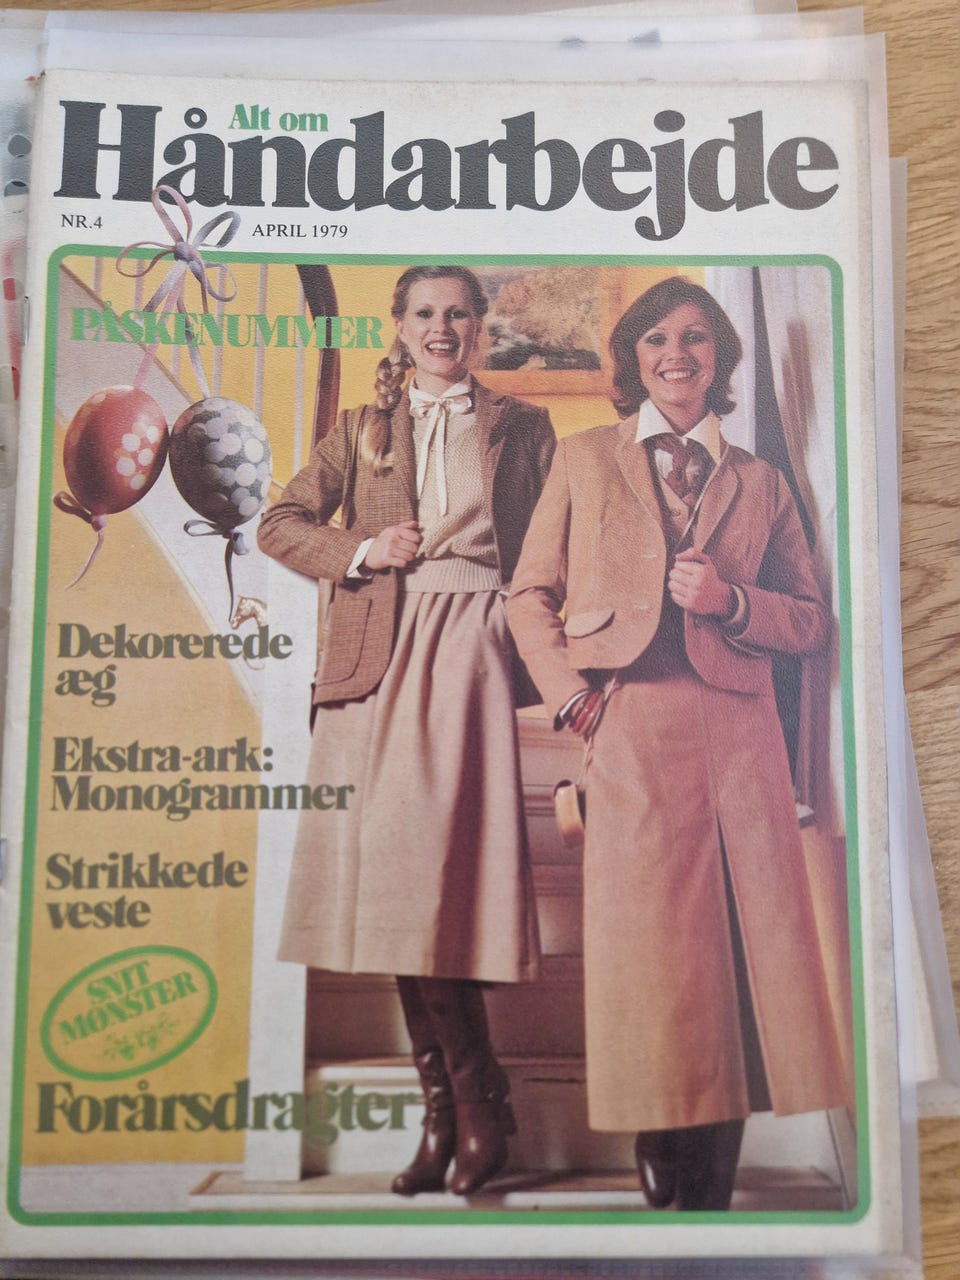 Alt om
Håndarbejde
NR.4
APRIL 1979
PÅSKENUMMER
Dekorerede
æg
Ekstra-ark:
Monogrammer
Strikkede
veste
SNIT
MØNSTER
Forårsdragter